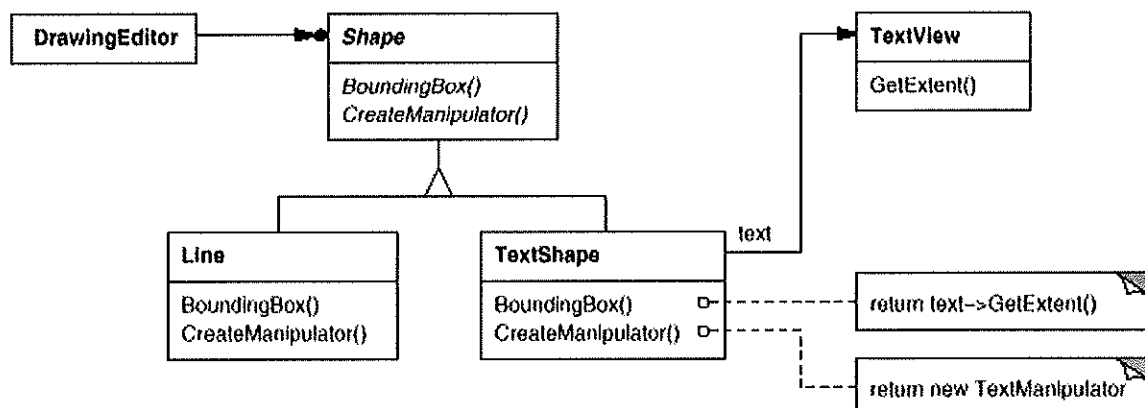 DrawingEditor
Shape
BoundingBox()
CreateManipulator()
TextView
GetExtent()
Line
BoundingBox()
CreateManipulator()
TextShape
BoundingBox()
CreateManipulator()
text
return text->GetExtent()
return new TextManipulator